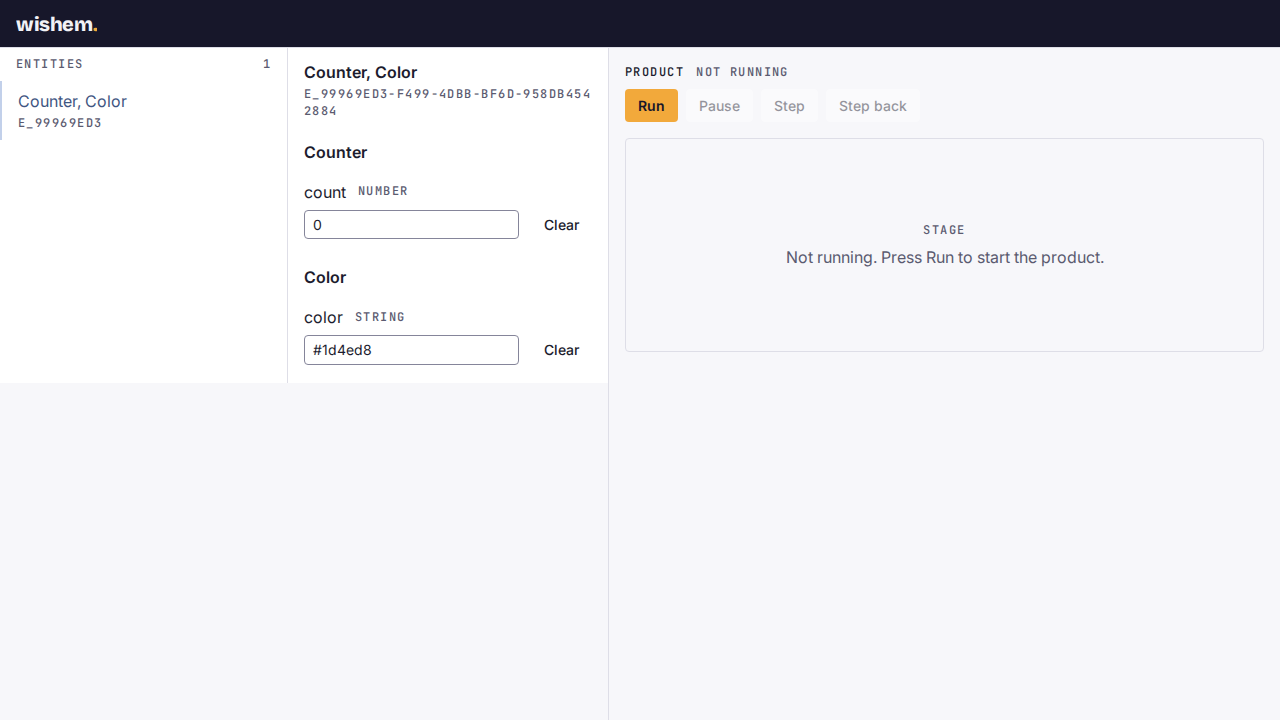 wishem.
ENTITIES 1
Counter, Color
E_99969ED3
Counter, Color
E_99969ED3-F499-4DBB-BF6D-958DB454
2884
Counter
count NUMBER
0 Clear
Color
color STRING
#1d4ed8 Clear
PRODUCT NOT RUNNING
Run Pause Step Step back
STAGE
Not running. Press Run to start the product.